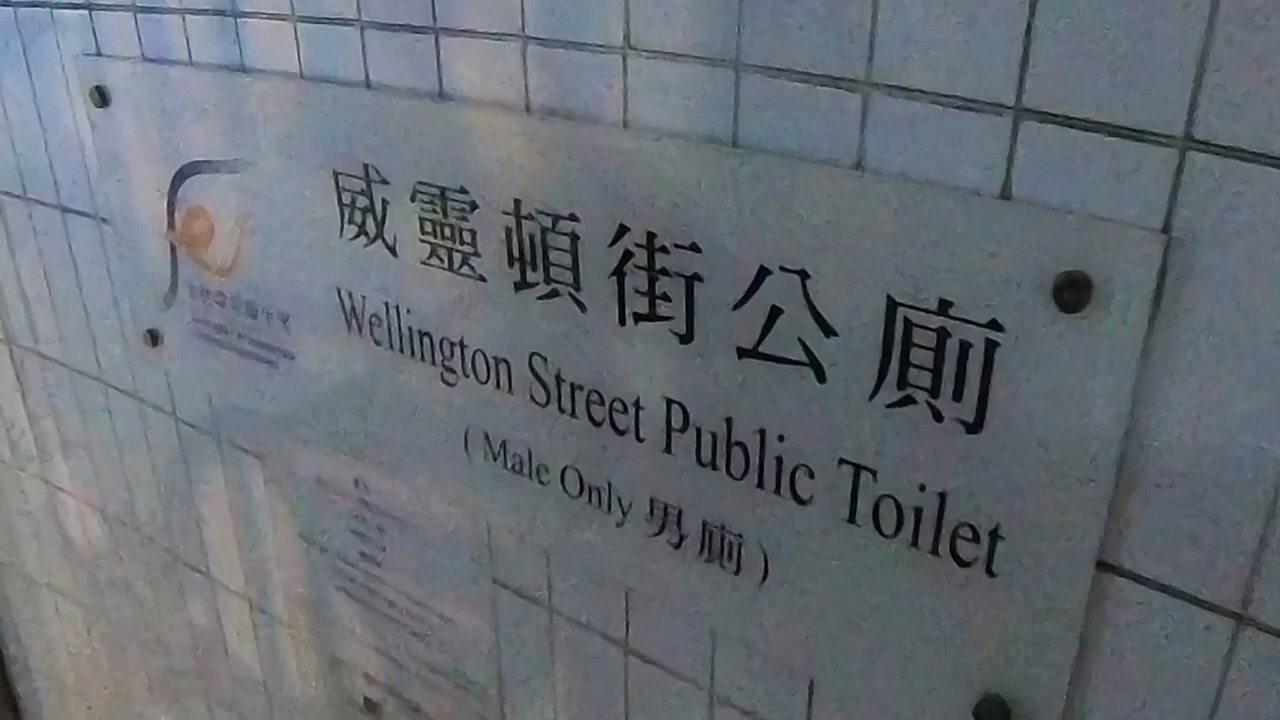 威靈頓街公廁
Wellington Street Public Toilet
( Male Only 男廁 )